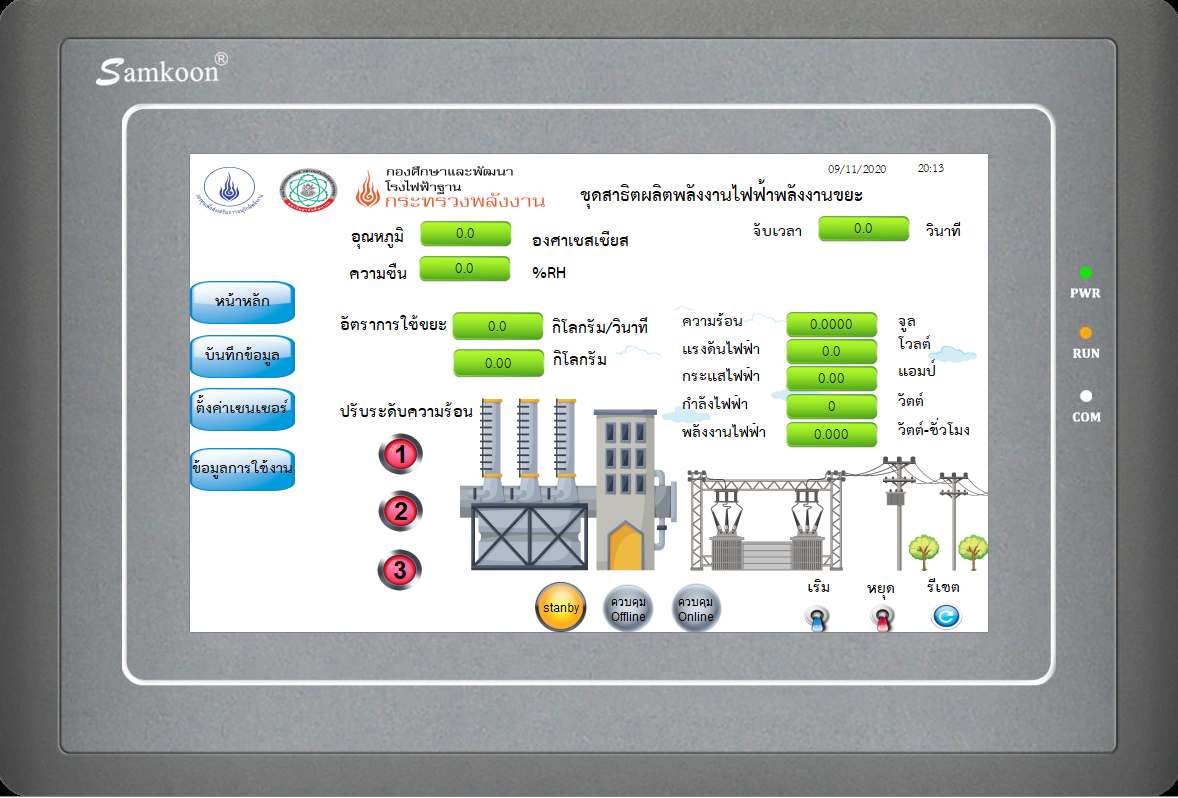 Samkoon®
09/11/2020 20:13
กองศึกษาและพัฒนา
โรงไฟฟ้าฐาน
กระทรวงพลังงาน
ชุดสาธิตผลิตพลังงานไฟฟ้าพลังงานขยะ
อุณหภูมิ 0.0 องศาเซสเซียส
จับเวลา 0.0 วินาที
ความชืน 0.0 %RH
หน้าหลัก
บันทึกข้อมูล
ตั้งค่าเซนเซอร์
ข้อมูลการใช้งาน
อัตราการใช้ขยะ 0.0 กิโลกรัม/วินาที
0.00 กิโลกรัม
ความร้อน 0.0000 จูล
แรงดันไฟฟ้า 0.0 โวลต์
กระแสไฟฟ้า 0.00 แอมป์
กำลังไฟฟ้า 0 วัตต์
พลังงานไฟฟ้า 0.000 วัตต์-ชั่วโมง
ปรับระดับความร้อน
1
2
3
stanby
ควบคุม
Offline
ควบคุม
Online
เริม หยุด รีเซต
PWR
RUN
COM